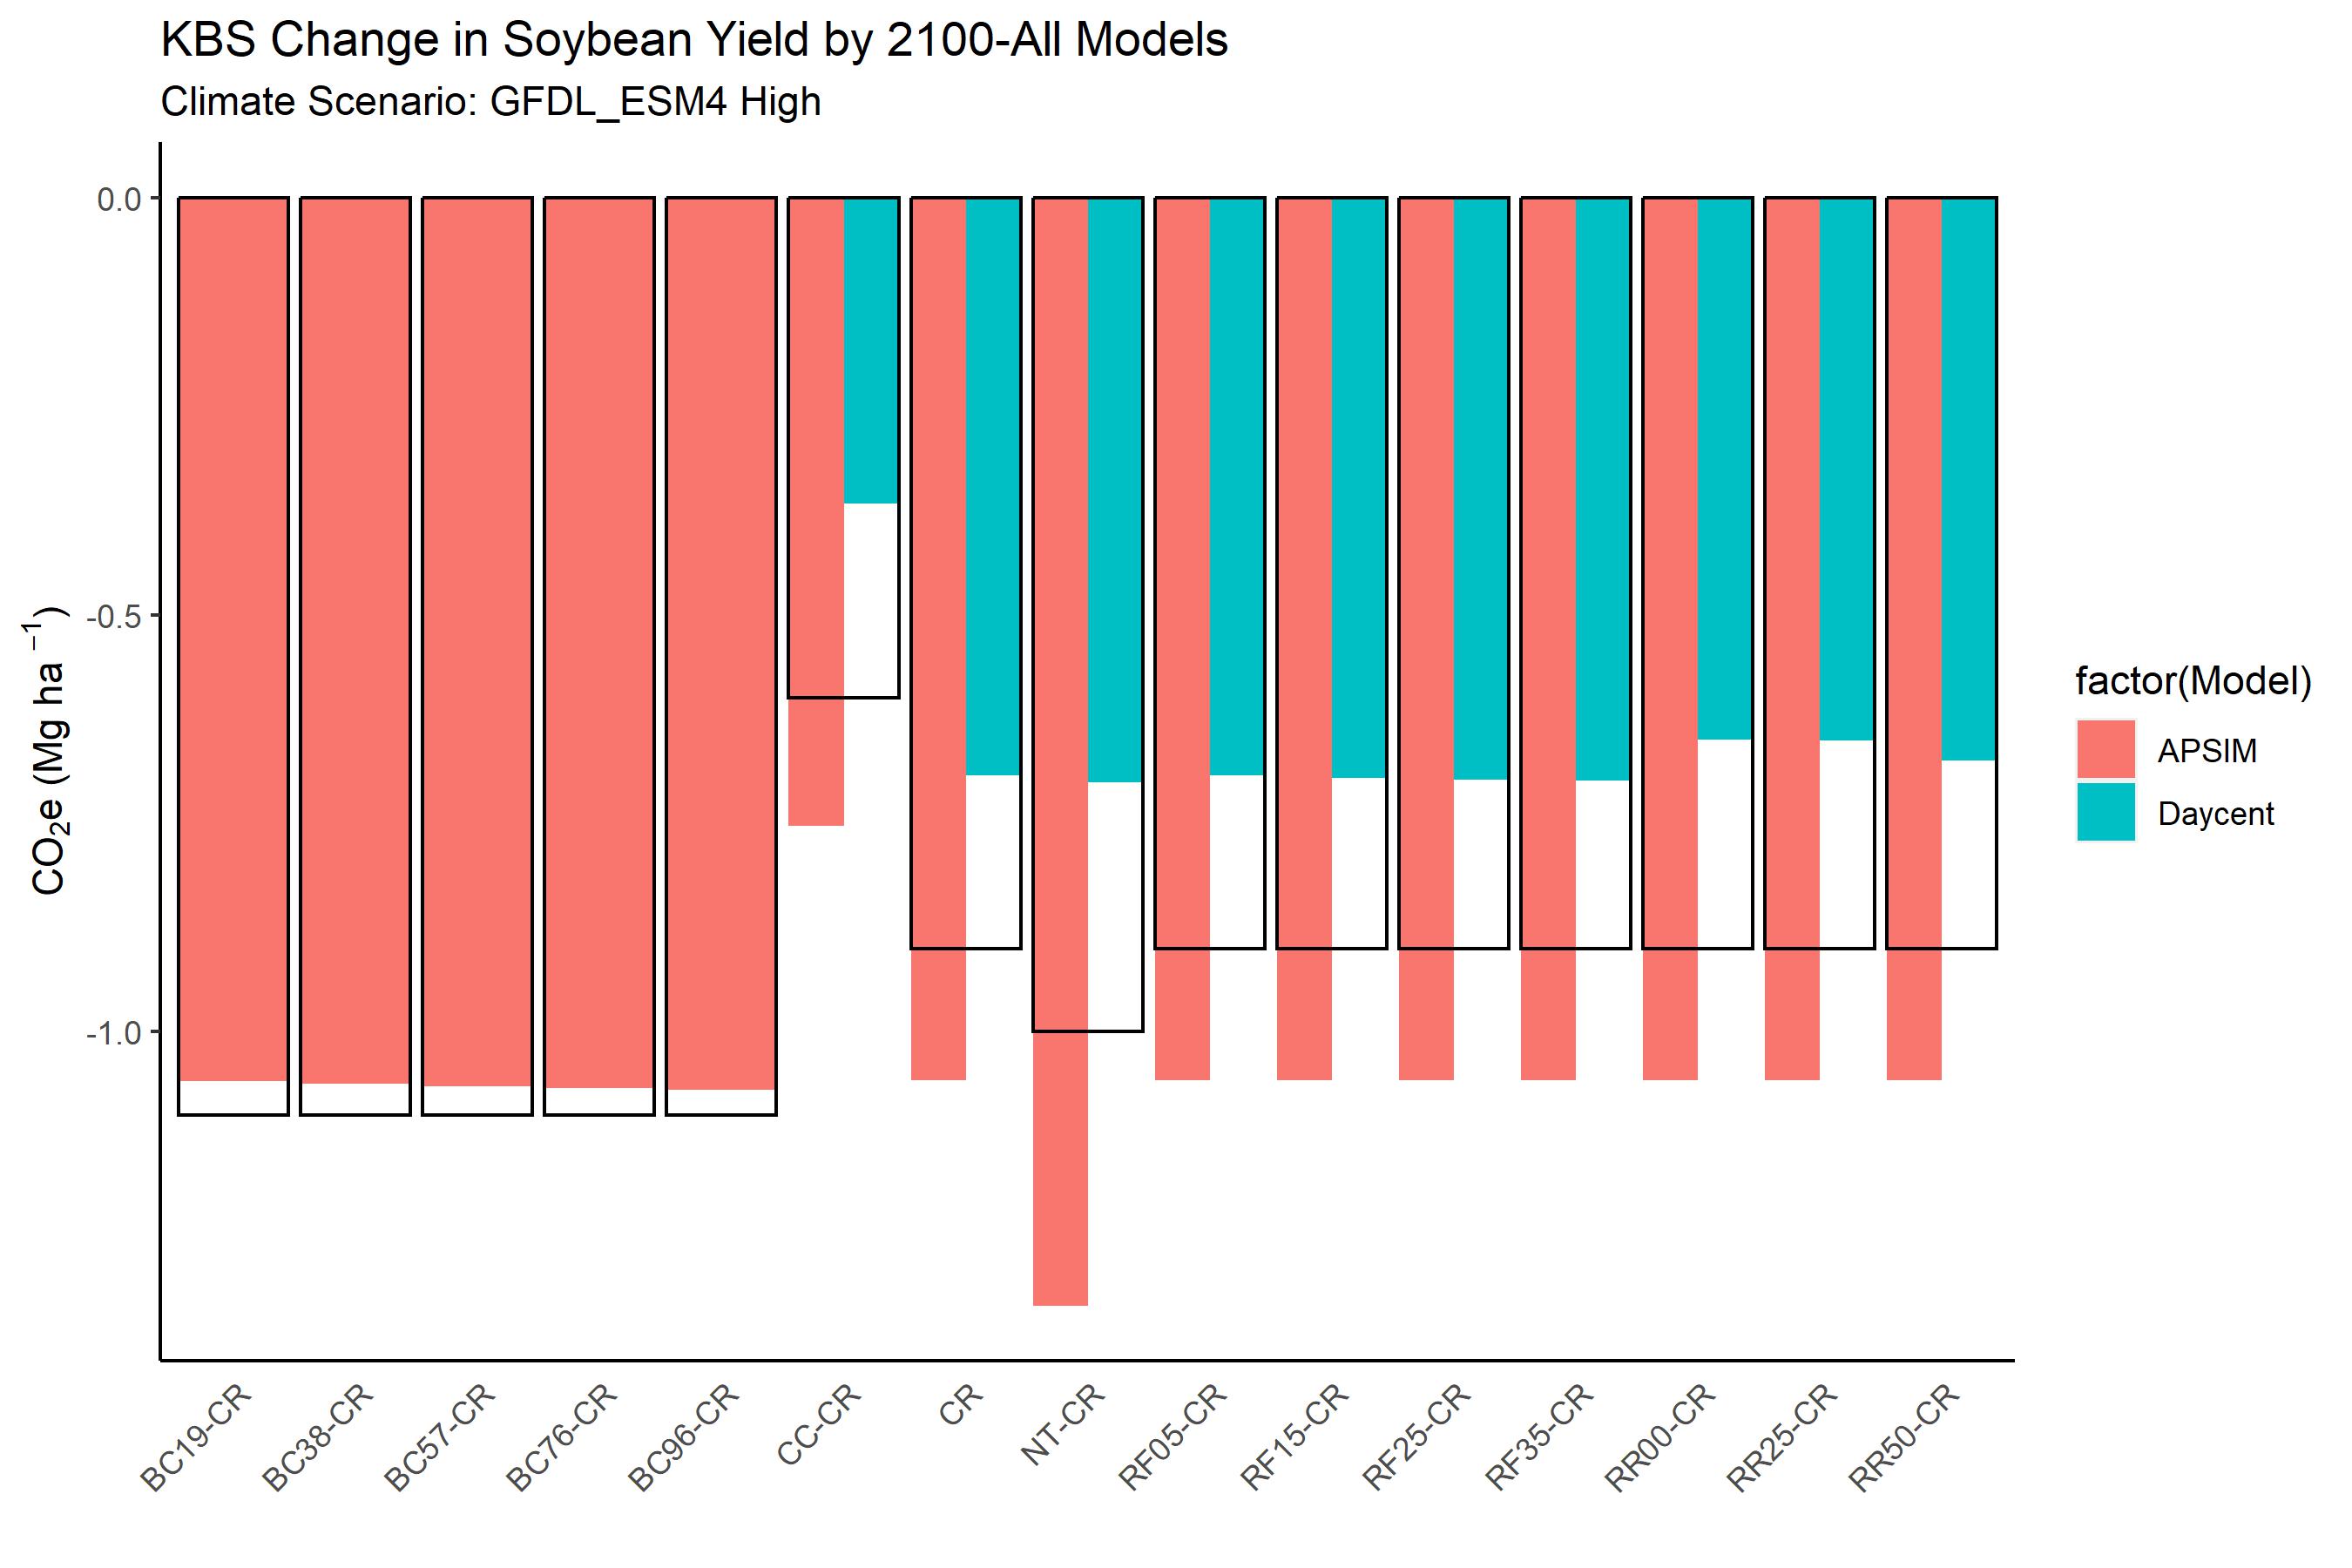 KBS Change in Soybean Yield by 2100-All Models
Climate Scenario: GFDL_ESM4 High
CO₂e (Mg ha ⁻¹)
0.0
-0.5
-1.0
BC19-CR
BC38-CR
BC57-CR
BC76-CR
BC96-CR
CC-CR
CR
NT-CR
RF05-CR
RF15-CR
RF25-CR
RF35-CR
RR00-CR
RR25-CR
RR50-CR
factor(Model)
APSIM
Daycent